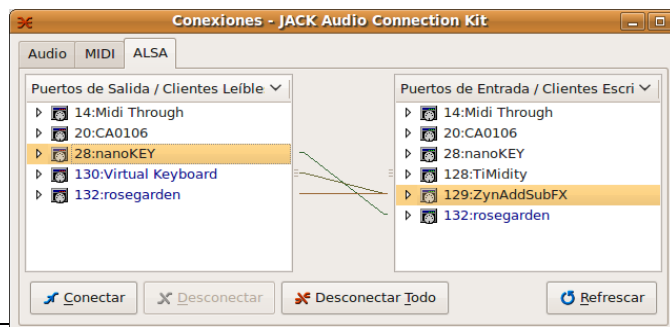 Conexiones - JACK Audio Connection Kit
Audio MIDI ALSA
Puertos de Salida / Clientes Leíble
14:Midi Through
20:CA0106
28:nanoKEY
130:Virtual Keyboard
132:rosegarden
Puertos de Entrada / Clientes Escri
14:Midi Through
20:CA0106
28:nanoKEY
128:TiMidity
129:ZynAddSubFX
132:rosegarden
Conectar Desconectar Desconectar Todo Refrescar